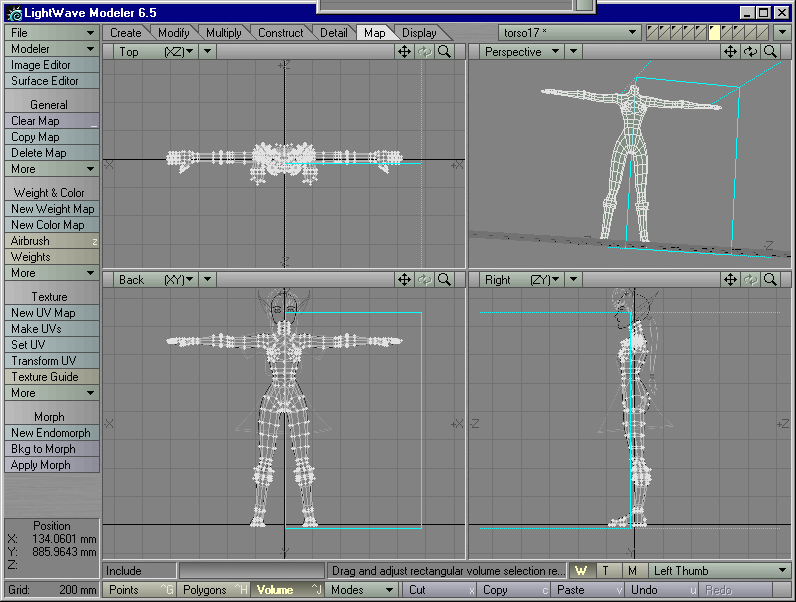 LightWave Modeler 6.5
File
Modeler
Image Editor
Surface Editor
General
Clear Map _
Copy Map
Delete Map
More
Weight & Color
New Weight Map
New Color Map
Airbrush z
Weights
More
Texture
New UV Map
Make UVs
Set UV
Transform UV
Texture Guide
More
Morph
New Endomorph
Bkg to Morph
Apply Morph
Position
X: 134.0601 mm
Y: 885.9643 mm
Z:
Grid: 200 mm
Create Modify Multiply Construct Detail Map Display
torso17 *
Top (XZ)
Perspective
Z
-X +X
-Z
Z
Back (XY)
Right (ZY)
-X +X
-Z +Z
-Y
-Y
Include
Drag and adjust rectangular volume selection re...
W T M Left Thumb
Points ^G Polygons ^H Volume ^J Modes Cut x Copy c Paste v Undo u Redo